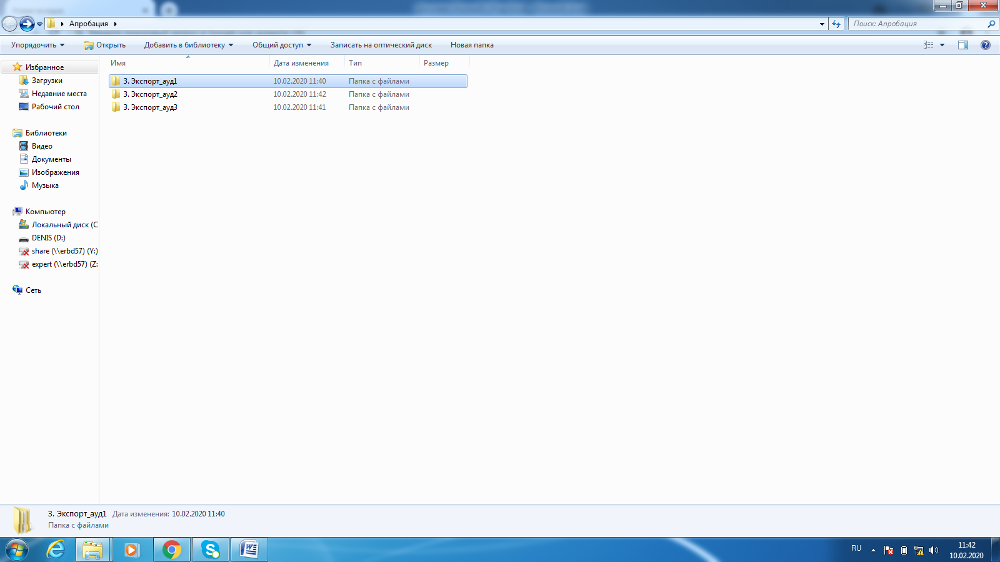 Апробация
Поиск: Апробация
Упорядочить Открыть Добавить в библиотеку Общий доступ Записать на оптический диск Новая папка
Имя Дата изменения Тип Размер
3. Экспорт_ауд1 10.02.2020 11:40 Папка с файлами
3. Экспорт_ауд2 10.02.2020 11:42 Папка с файлами
3. Экспорт_ауд3 10.02.2020 11:41 Папка с файлами
Избранное
Загрузки
Недавние места
Рабочий стол
Библиотеки
Видео
Документы
Изображения
Музыка
Компьютер
Локальный диск (C
DENIS (D:)
share (\\erbd57) (Y:)
expert (\\erbd57) (Z:
Сеть
3. Экспорт_ауд1 Дата изменения: 10.02.2020 11:40
Папка с файлами
RU
11:42
10.02.2020